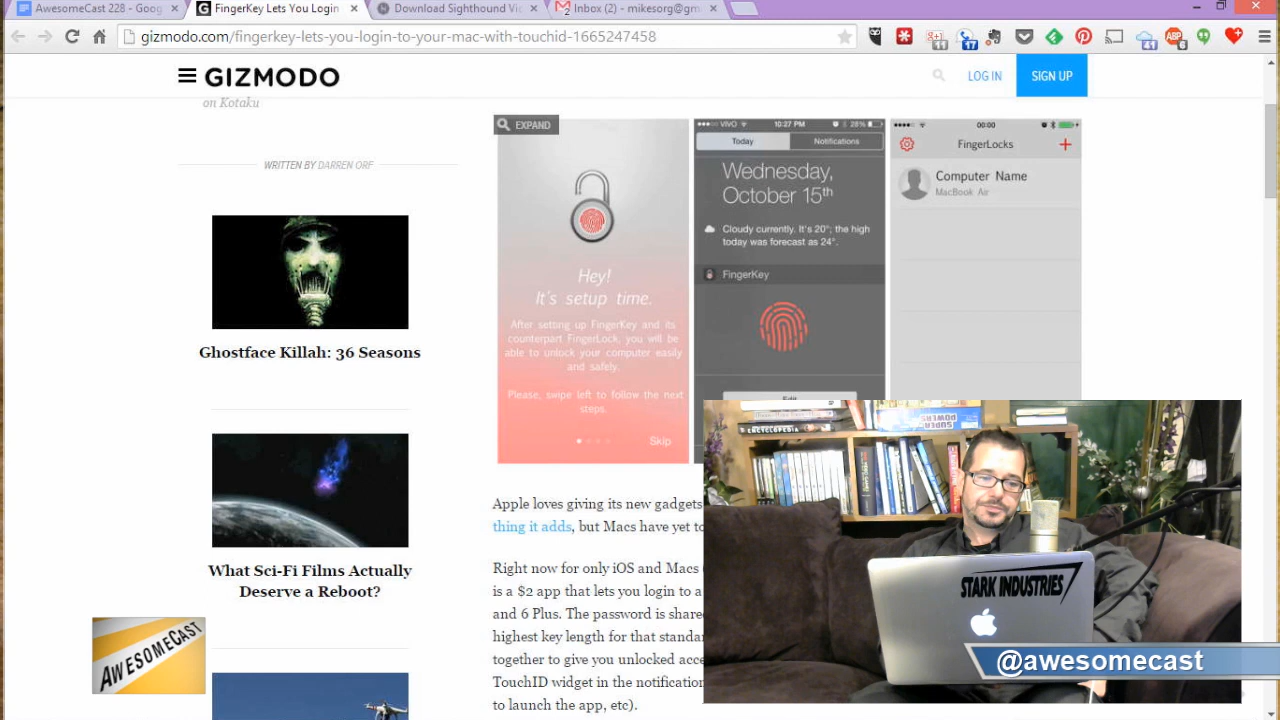 AwesomeCast 228 - Goog
FingerKey Lets You Login
Download Sighthound Vi
Inbox (2) - mikesorg@gm
gizmodo.com/fingerkey-lets-you-login-to-your-mac-with-touchid-1665247458
GIZMODO
LOG IN
SIGN UP
on Kotaku
WRITTEN BY DARREN ORF
Ghostface Killah: 36 Seasons
What Sci-Fi Films Actually
Deserve a Reboot?
EXPAND
Hey!
It's setup time.
After setting up FingerKey and its
counterpart FingerLock, you will be
able to unlock your computer easily
and safely.
Please, swipe left to follow the next
steps.
Skip
VIVO 10:27 PM 28%
Today Notifications
Wednesday,
October 15th
Cloudy currently. It's 20°; the high
today was forecast as 24°.
FingerKey
Edit
00:00
FingerLocks
Computer Name
MacBook Air
Apple loves giving its new gadgets
thing it adds, but Macs have yet to
Right now for only iOS and Macs
is a $2 app that lets you login to a
and 6 Plus. The password is share
highest key length for that standa
together to give you unlocked acce
TouchID widget in the notification
to launch the app, etc).
ENCYCLOPEDIA
SUPER
POWERS
STARK INDUSTRIES
AWESOMECAST
@awesomecast